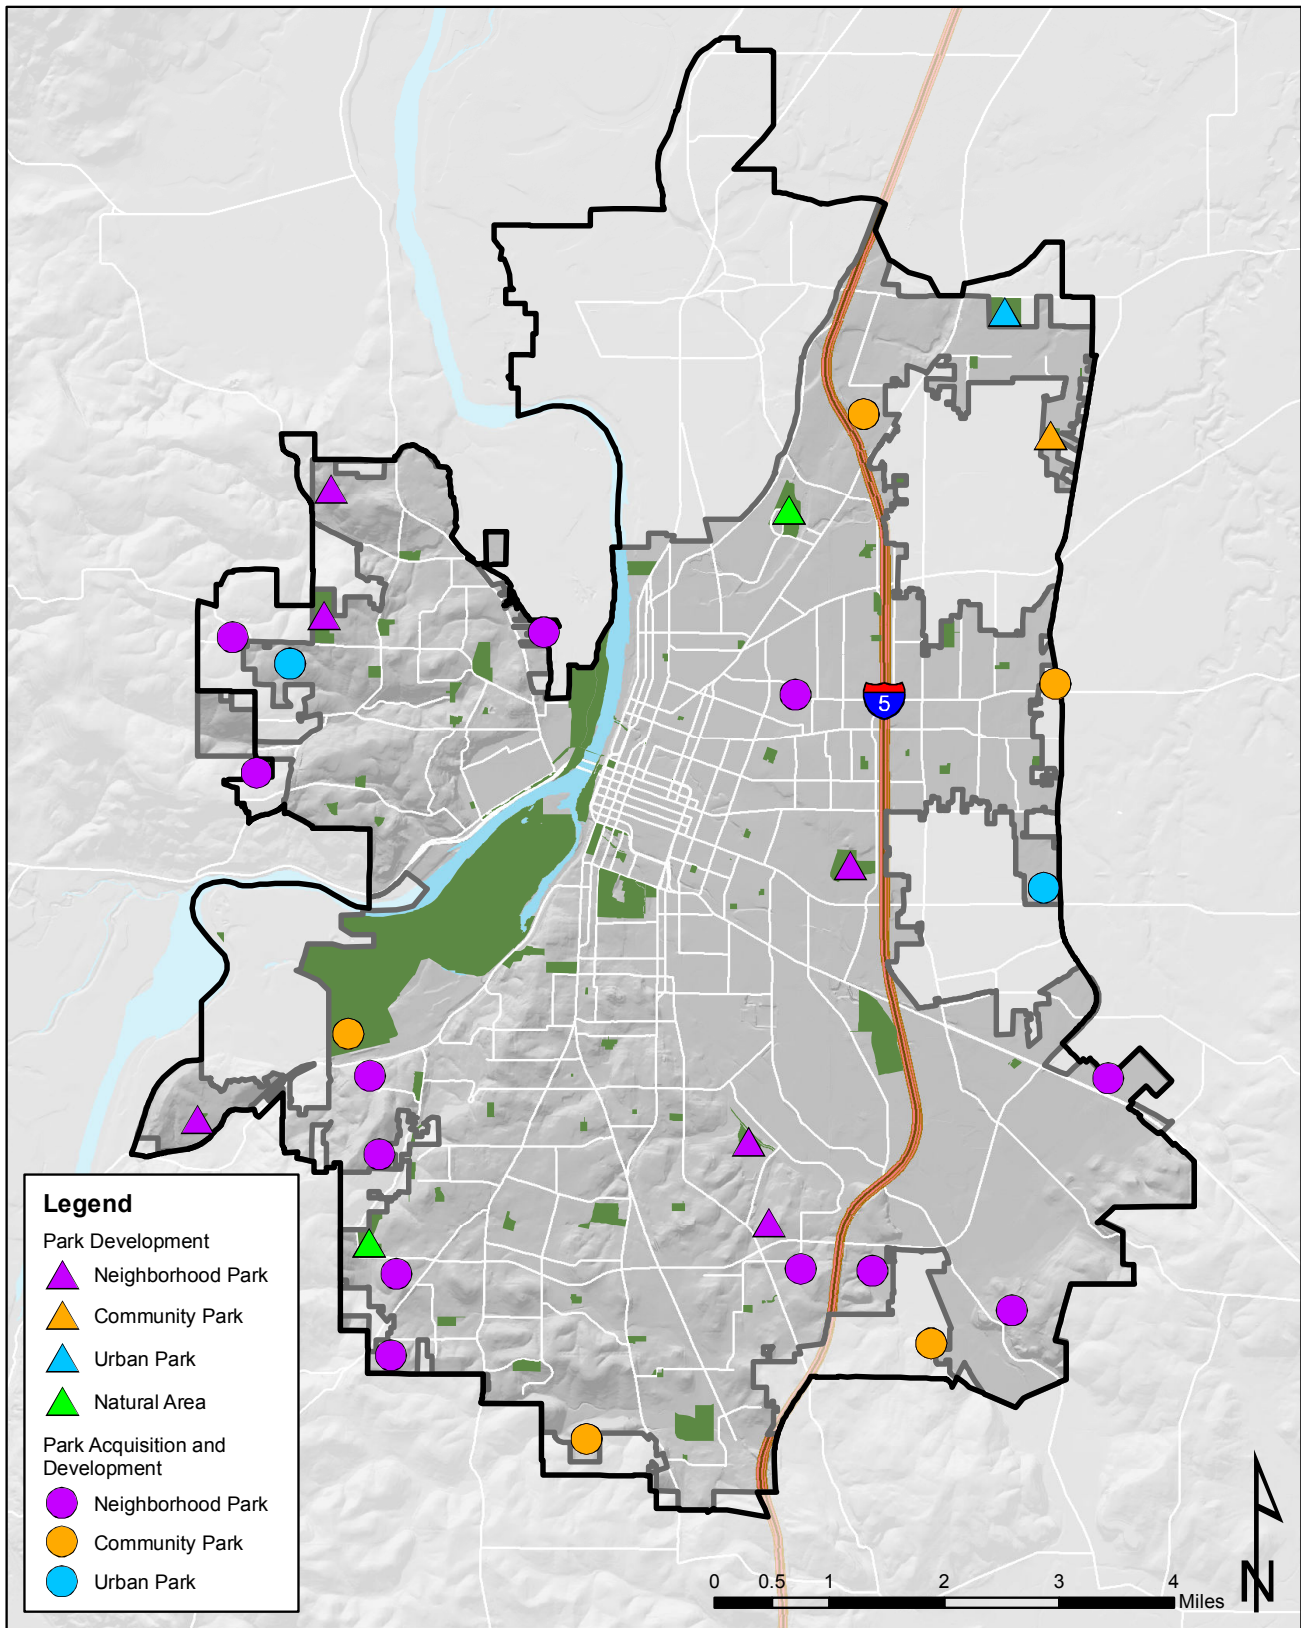 5
Legend
Park Development
Neighborhood Park
Community Park
Urban Park
Natural Area
Park Acquisition and
Development
Neighborhood Park
Community Park
Urban Park
0 0.5 1 2 3 4
Miles
N